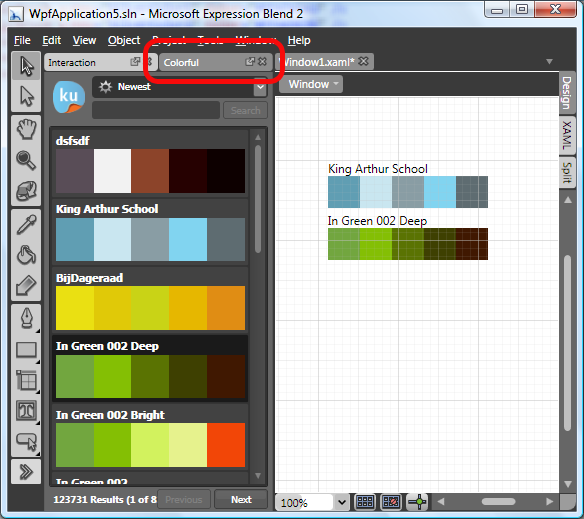 WpfApplication5.sln - Microsoft Expression Blend 2
File Edit View Object Project Tools Window Help
Interaction Colorful Window1.xaml*
ku Newest Window
Search
Design
XAML
Split
dsfsdf
King Arthur School
BijDageraad
In Green 002 Deep
In Green 002 Bright
In Green 002
123731 Results (1 of 8 Previous Next
King Arthur School
In Green 002 Deep
100%